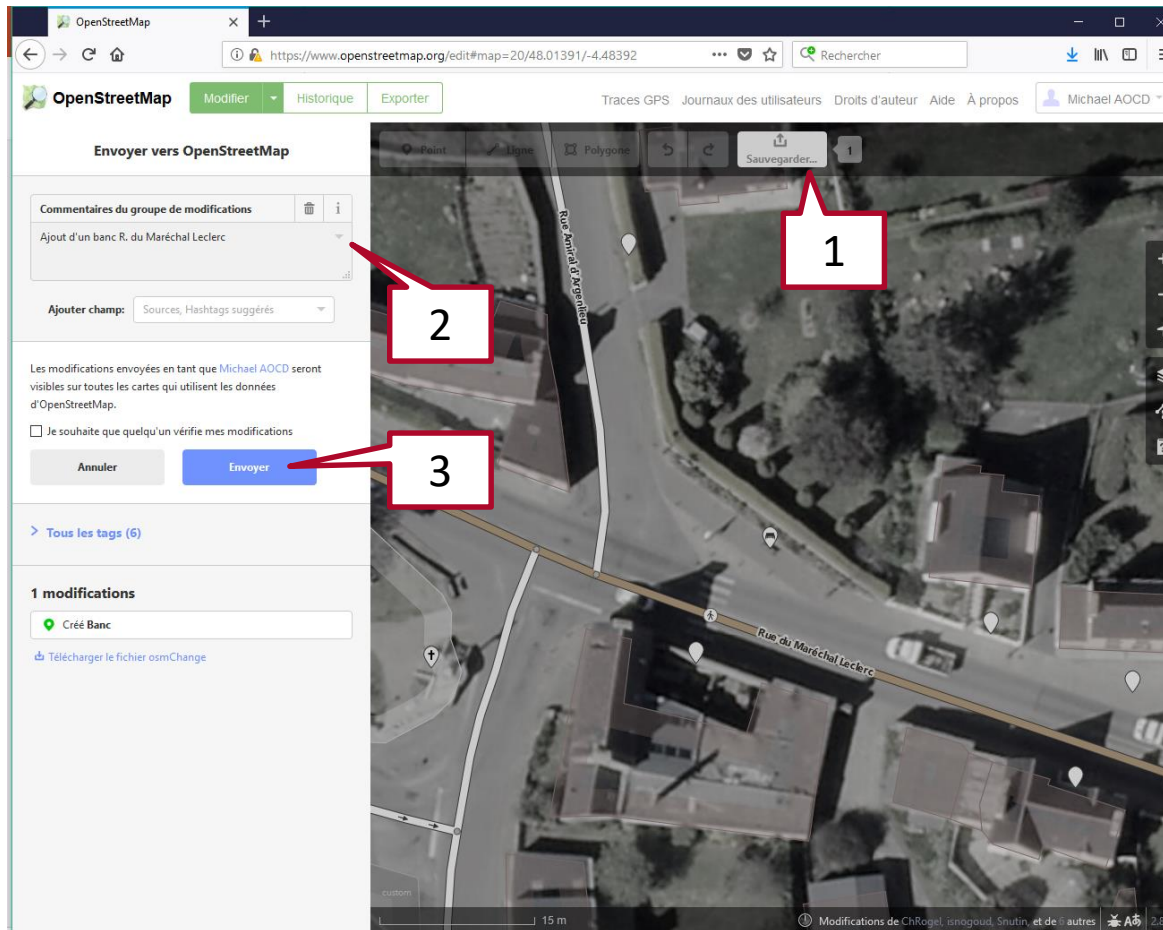 OpenStreetMap
https://www.openstreetmap.org/edit#map=20/48.01391/-4.48392
Rechercher
OpenStreetMap
Modifier
Historique
Exporter
Traces GPS
Journaux des utilisateurs
Droits d'auteur
Aide
À propos
Michael AOCD
Envoyer vers OpenStreetMap
Point
Ligne
Polygone
Sauvegarder...
1
Commentaires du groupe de modifications
i
Ajout d'un banc R. du Maréchal Leclerc
Ajouter champ:
Sources, Hashtags suggérés
1
2
Les modifications envoyées en tant que Michael AOCD seront
visibles sur toutes les cartes qui utilisent les données
d'OpenStreetMap.
Je souhaite que quelqu'un vérifie mes modifications
Annuler
Envoyer
3
Tous les tags (6)
1 modifications
Créé Banc
Télécharger le fichier osmChange
Rue Amiral d'Argenlieu
Rue du Maréchal Leclerc
custom
15 m
Modifications de ChRogel, isnogoud, Snutin, et de 6 autres